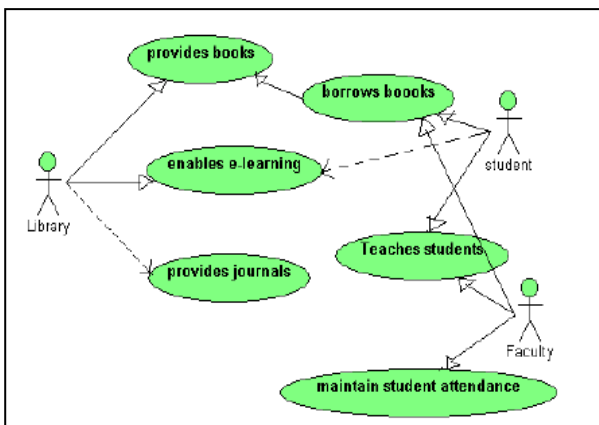 provides books
borrows boooks
enables e-learning
student
Library
Teaches students
provides journals
Faculty
maintain student attendance